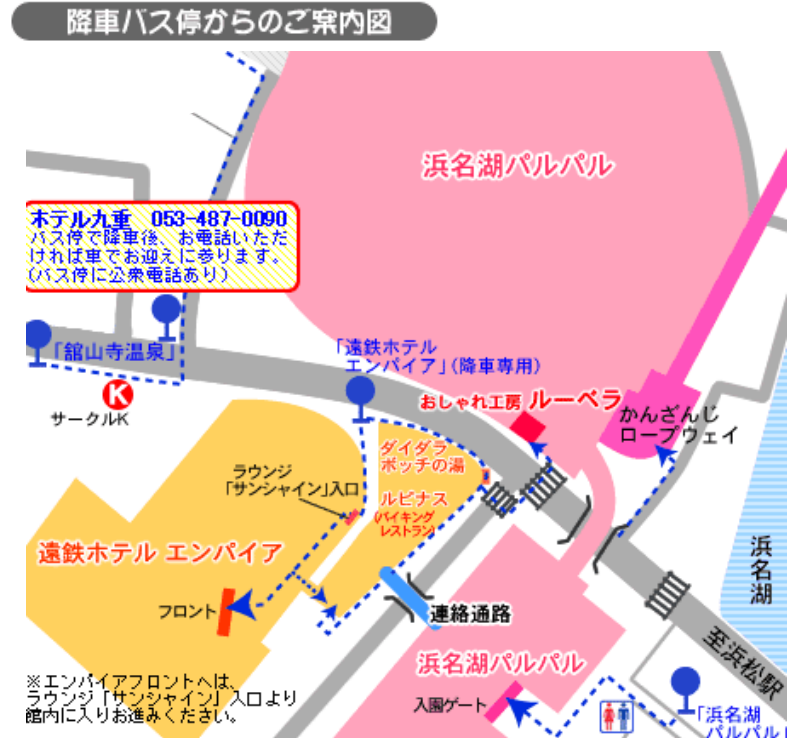 降車バス停からのご案内図
浜名湖パルパル
ホテル九重 053-487-0090
バス停で降車後、お電話いただ
ければ車でお迎えに参ります。
(バス停に公衆電話あり)
「舘山寺温泉」
「遠鉄ホテル
エンパイア」(降車専用)
K
サークルK
おしゃれ工房 ルーベラ
かんざんじ
ロープウェイ
ダイダラ
ボッチの湯
ラウンジ
「サンシャイン」入口
ルピナス
(バイキング
レストラン)
遠鉄ホテル エンパイア
フロント
連絡通路
浜名湖
浜名湖パルパル
至浜松駅
入園ゲート
「浜名湖
パルパル」
※エンパイアフロントへは、
ラウンジ「サンシャイン」入口より
館内に入りお進みください。